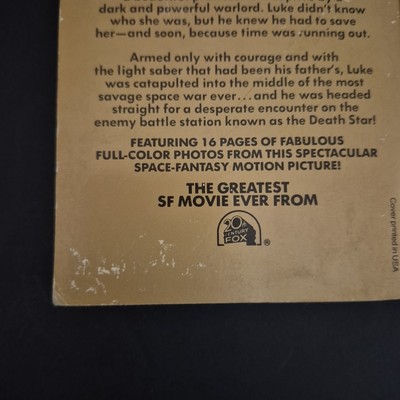 dark and powerful warlord. Luke didn't know
who she was, but he knew he had to save
her—and soon, because time was running out.
Armed only with courage and with
the light saber that had been his father's, Luke
was catapulted into the middle of the most
savage space war ever...and he was headed
straight for a desperate encounter on the
enemy battle station known as the Death Star!
FEATURING 16 PAGES OF FABULOUS
FULL-COLOR PHOTOS FROM THIS SPECTACULAR
SPACE-FANTASY MOTION PICTURE!
THE GREATEST
SF MOVIE EVER FROM
20th
CENTURY
FOX
®
Cover printed in USA